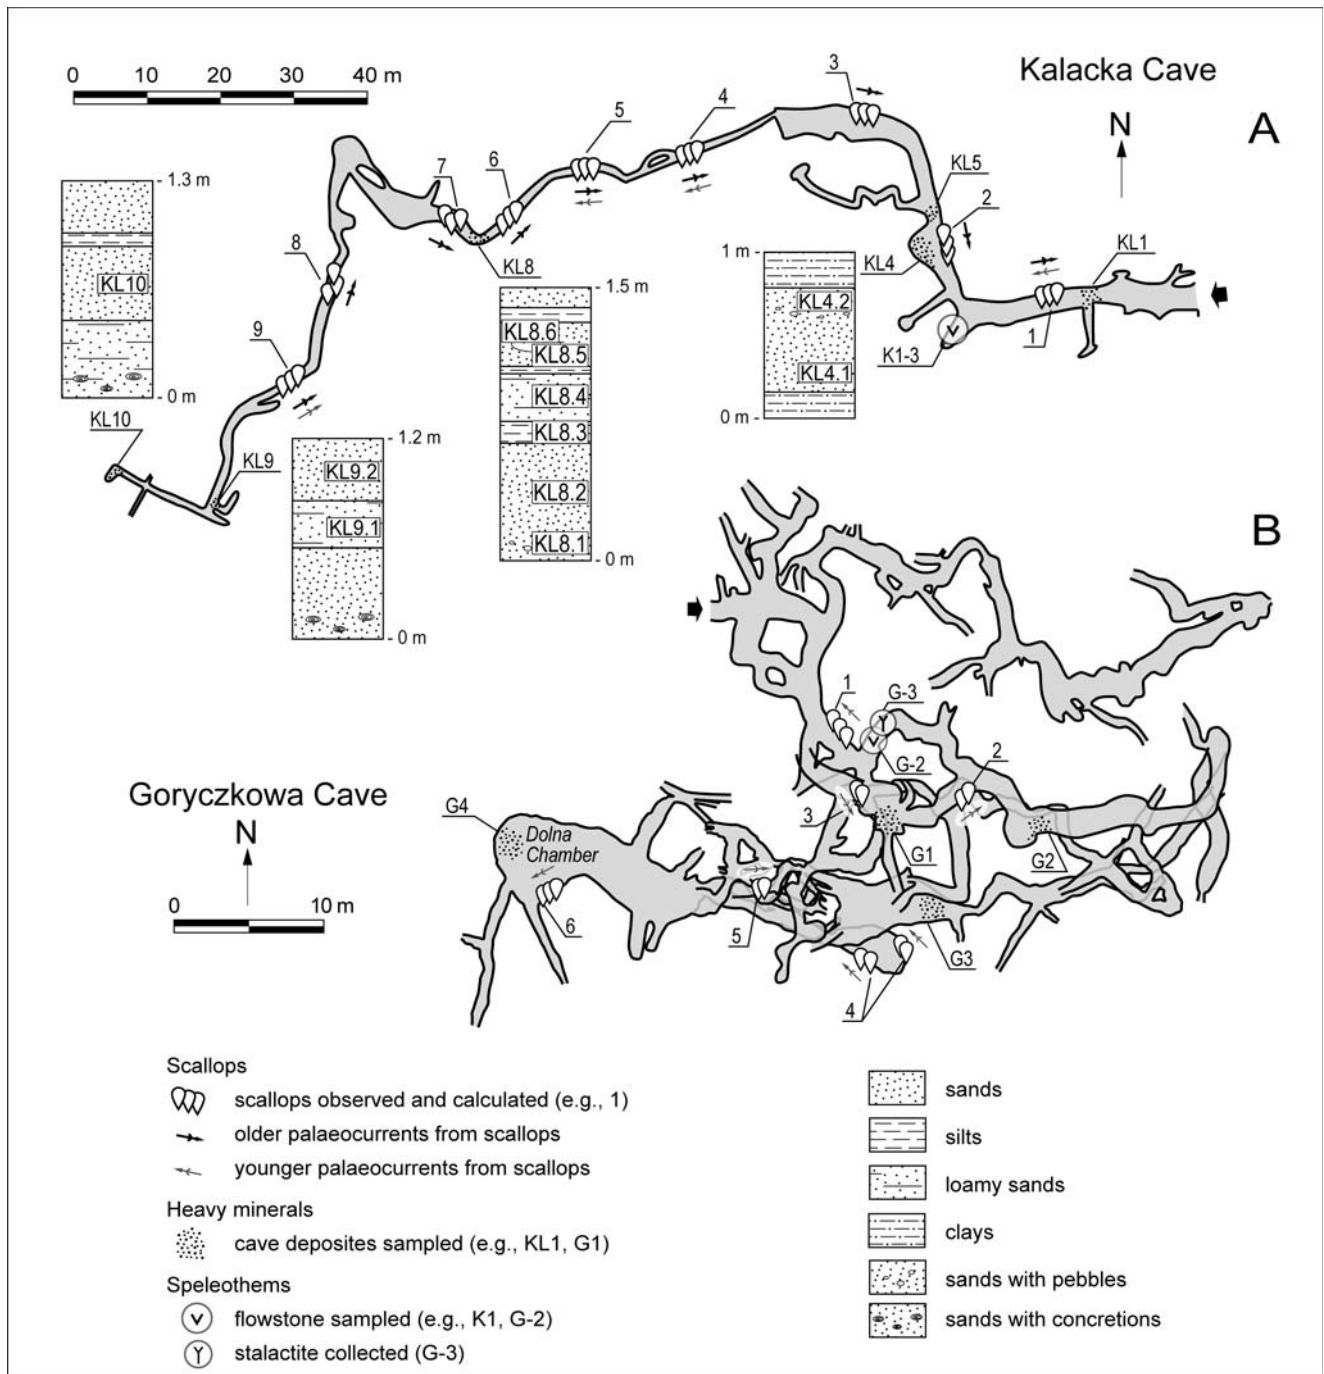 0 10 20 30 40 m
Kalacka Cave
A
N
3
4
5
6
7
8
9
2
1
KL5
KL4
KL1
K1-3
KL8
KL10
KL9
1.3 m
KL10
0 m
1.2 m
KL9.2
KL9.1
0 m
1.5 m
KL8.6
KL8.5
KL8.4
KL8.3
KL8.2
KL8.1
0 m
1 m
KL4.2
KL4.1
0 m
B
Goryczkowa Cave
N
0 10 m
G4
Dolna
Chamber
1
G-3
G-2
2
3
G1
G2
5
6
G3
4
Scallops
scallops observed and calculated (e.g., 1)
older palaeocurrents from scallops
younger palaeocurrents from scallops
Heavy minerals
cave deposites sampled (e.g., KL1, G1)
Speleothems
flowstone sampled (e.g., K1, G-2)
stalactite collected (G-3)
sands
silts
loamy sands
clays
sands with pebbles
sands with concretions